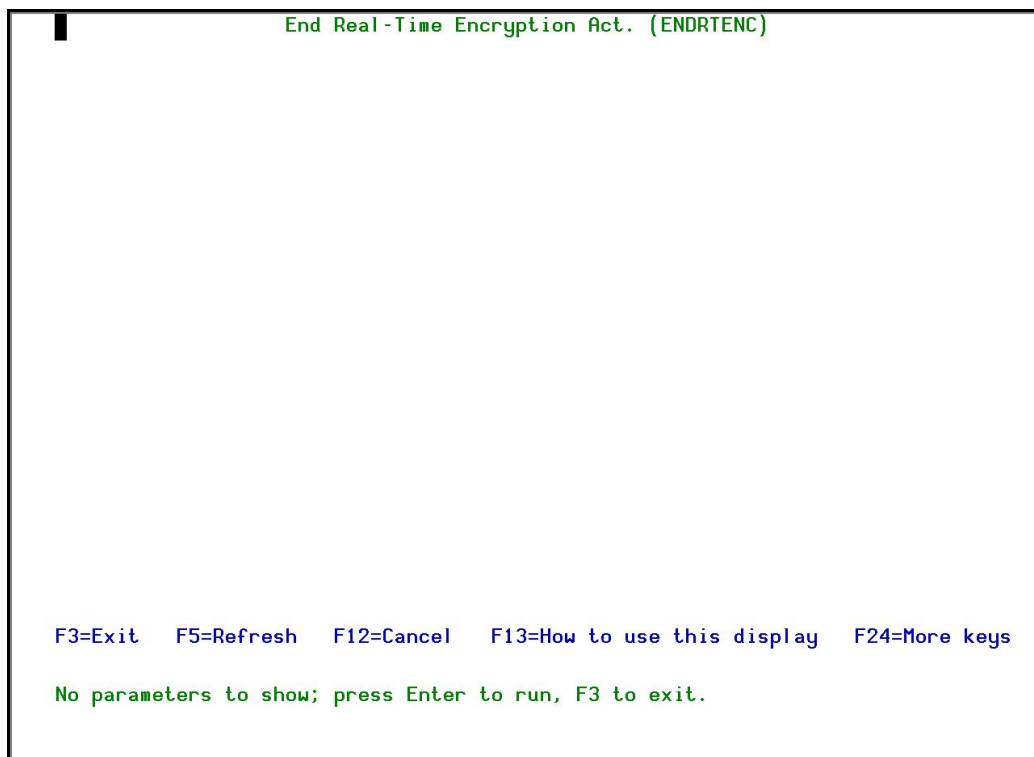 End Real-Time Encryption Act. (ENDRTENC)
F3=Exit F5=Refresh F12=Cancel F13=How to use this display F24=More keys
No parameters to show; press Enter to run, F3 to exit.